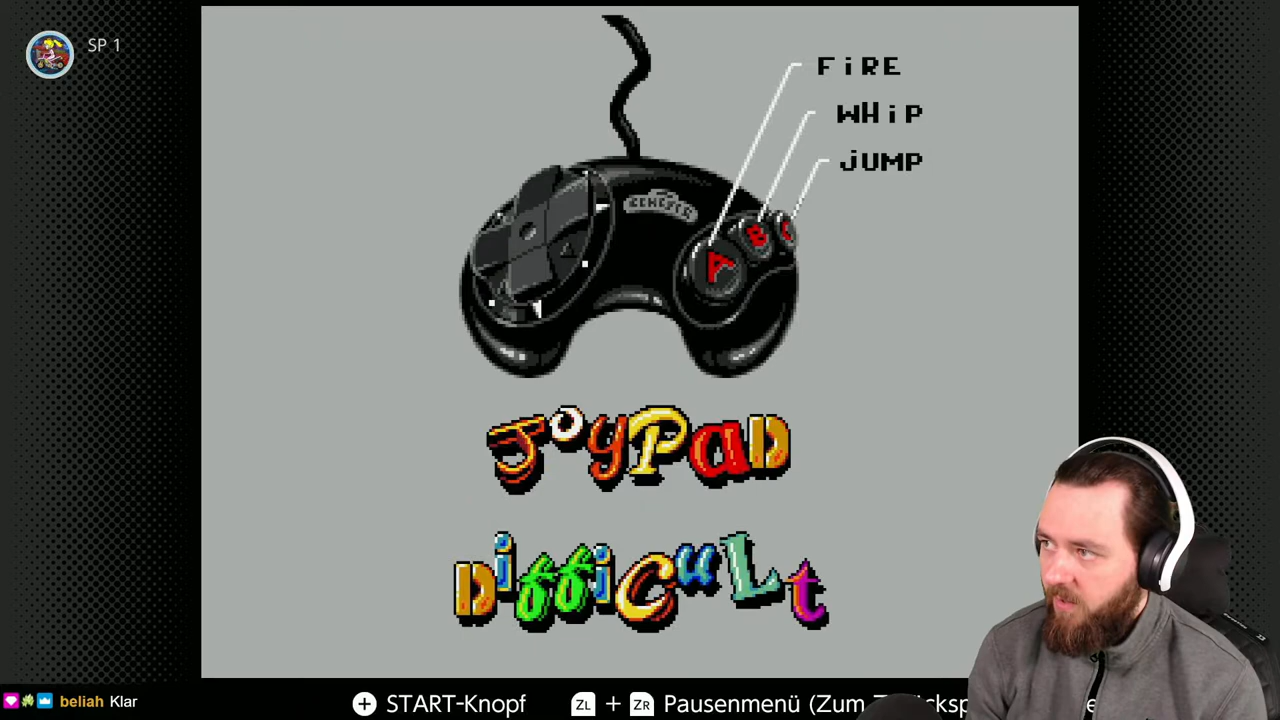 SP 1
FiRE
WHiP
jUMP
GENESIS
A B C
JoyPaD
DifficuLt
beliah Klar
+ START-Knopf ZL + ZR Pausenmenü (Zum